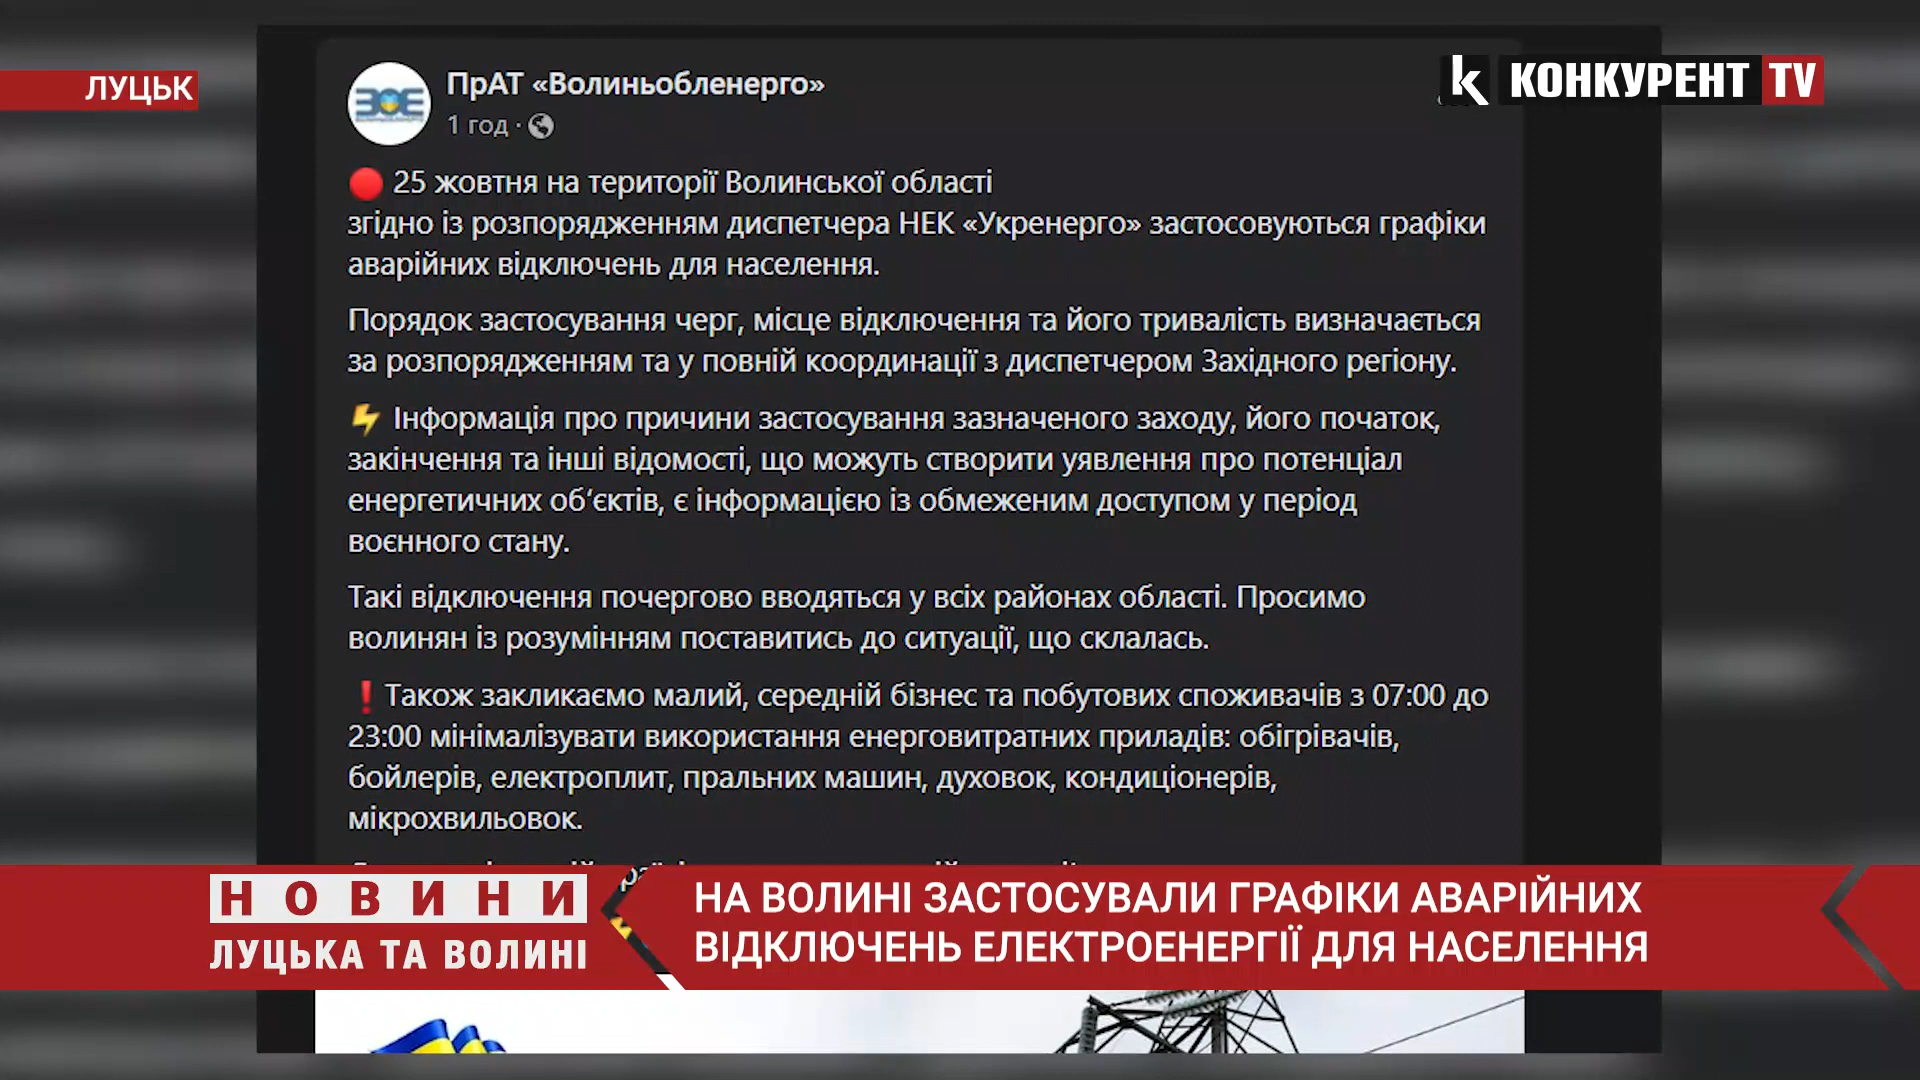 ЛУЦЬК
КОНКУРЕНТ TV
ПрАТ «Волиньобленерго»
1 год ·
25 жовтня на території Волинської області
згідно із розпорядженням диспетчера НЕК «Укренерго» застосовуються графіки
аварійних відключень для населення.
Порядок застосування черг, місце відключення та його тривалість визначається
за розпорядженням та у повній координації з диспетчером Західного регіону.
Інформація про причини застосування зазначеного заходу, його початок,
закінчення та інші відомості, що можуть створити уявлення про потенціал
енергетичних об‘єктів, є інформацією із обмеженим доступом у період
воєнного стану.
Такі відключення почергово вводяться у всіх районах області. Просимо
волинян із розумінням поставитись до ситуації, що склалась.
Також закликаємо малий, середній бізнес та побутових споживачів з 07:00 до
23:00 мінімалізувати використання енерговитратних приладів: обігрівачів,
бойлерів, електроплит, пральних машин, духовок, кондиціонерів,
мікрохвильовок.
НОВИНИ
ЛУЦЬКА ТА ВОЛИНІ
НА ВОЛИНІ ЗАСТОСУВАЛИ ГРАФІКИ АВАРІЙНИХ
ВІДКЛЮЧЕНЬ ЕЛЕКТРОЕНЕРГІЇ ДЛЯ НАСЕЛЕННЯ